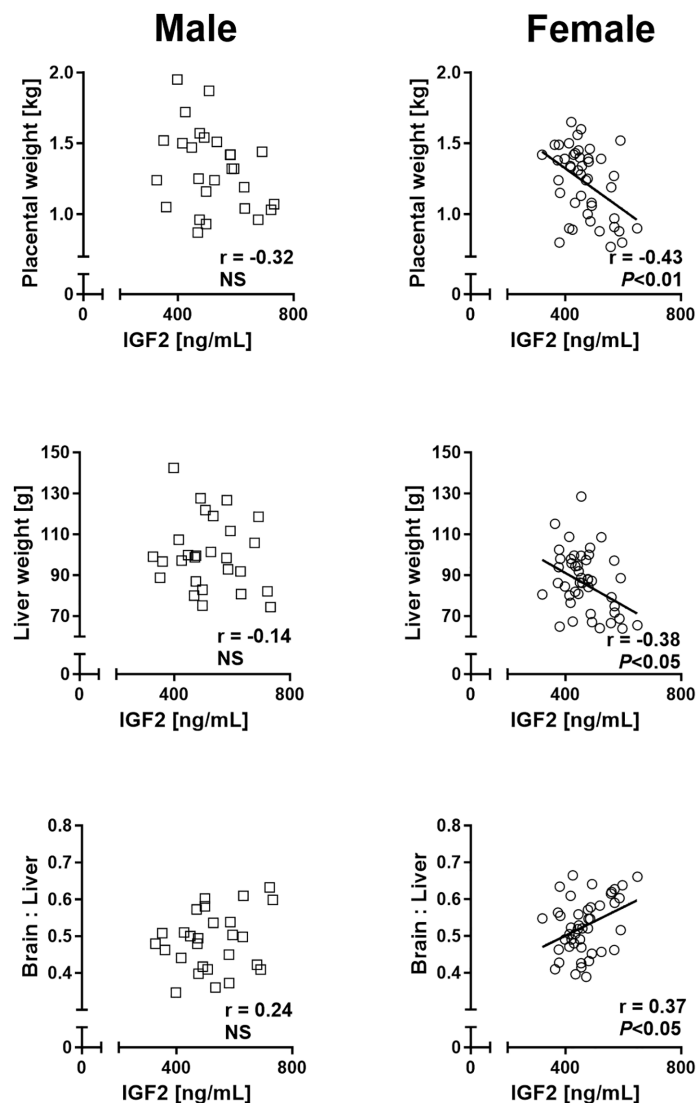 Male
Female
Placental weight [kg]
2.0
1.5
1.0
0
r = -0.32
NS
0
400
800
IGF2 [ng/mL]
Placental weight [kg]
2.0
1.5
1.0
0
r = -0.43
P<0.01
0
400
800
IGF2 [ng/mL]
Liver weight [g]
150
130
110
90
70
0
r = -0.14
NS
0
400
800
IGF2 [ng/mL]
Liver weight [g]
150
130
110
90
70
0
r = -0.38
P<0.05
0
400
800
IGF2 [ng/mL]
Brain : Liver
0.8
0.7
0.6
0.5
0.4
0
r = 0.24
NS
0
400
800
IGF2 [ng/mL]
Brain : Liver
0.8
0.7
0.6
0.5
0.4
0
r = 0.37
P<0.05
0
400
800
IGF2 [ng/mL]